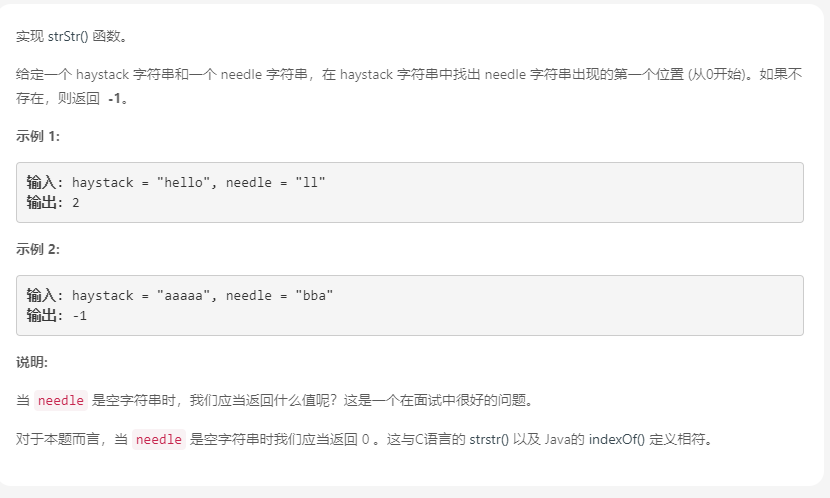 实现 strStr() 函数。
给定一个 haystack 字符串和一个 needle 字符串，在 haystack 字符串中找出 needle 字符串出现的第一个位置 (从0开始)。如果不
存在，则返回 -1。
示例 1:
输入: haystack = "hello", needle = "ll"
输出: 2
示例 2:
输入: haystack = "aaaaa", needle = "bba"
输出: -1
说明:
当 needle 是空字符串时，我们应当返回什么值呢？这是一个在面试中很好的问题。
对于本题而言，当 needle 是空字符串时我们应当返回 0 。这与C语言的 strstr() 以及 Java的 indexOf() 定义相符。